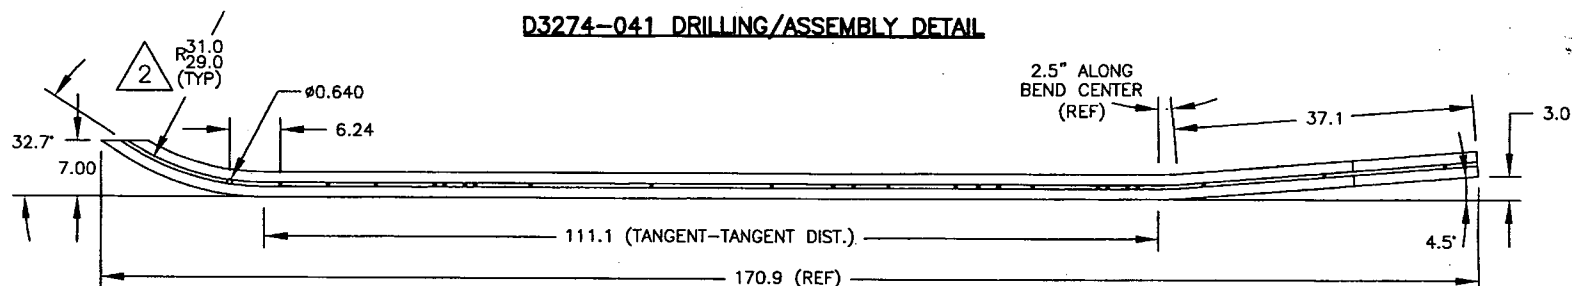 D3274-041 DRILLING/ASSEMBLY DETAIL
2
R31.0
29.0
(TYP)
2.5" ALONG
BEND CENTER
(REF)
ø0.640
6.24
37.1
3.0
32.7°
7.00
111.1 (TANGENT-TANGENT DIST.)
4.5°
170.9 (REF)